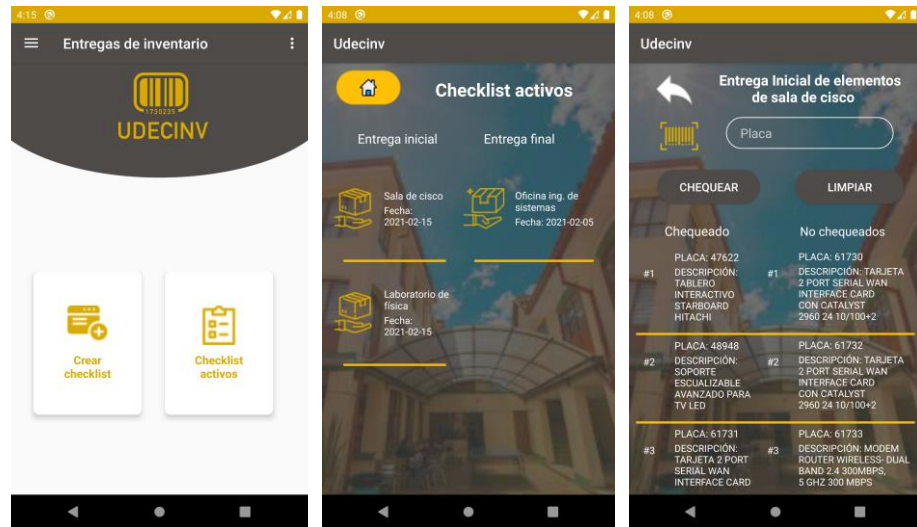 4:15
Entregas de inventario
1730235
UDECINV
Crear
checklist
Checklist
activos
4:08
Udecinv
Checklist activos
Entrega inicial
Entrega final
Sala de cisco
Fecha:
2021-02-15
Oficina ing. de
sistemas
Fecha: 2021-02-05
Laboratorio de
física
Fecha:
2021-02-15
4:08
Udecinv
Entrega Inicial de elementos
de sala de cisco
Placa
CHEQUEAR
LIMPIAR
Chequeado
No chequeados
#1
PLACA: 47622
DESCRIPCIÓN:
TABLERO
INTERACTIVO
STARBOARD
HITACHI
#1
PLACA: 61730
DESCRIPCIÓN: TARJETA
2 PORT SERIAL WAN
INTERFACE CARD
CON CATALYST
2960 24 10/100+2
#2
PLACA: 48948
DESCRIPCIÓN:
SOPORTE
ESCUALIZABLE
AVANZADO PARA
TV LED
#2
PLACA: 61732
DESCRIPCIÓN: TARJETA
2 PORT SERIAL WAN
INTERFACE CARD
CON CATALYST
2960 24 10/100+2
#3
PLACA: 61731
DESCRIPCIÓN:
TARJETA 2 PORT
SERIAL WAN
INTERFACE CARD
#3
PLACA: 61733
DESCRIPCIÓN: MODEM
ROUTER WIRELESS- DUAL
BAND 2.4 300MBPS,
5 GHZ 300 MBPS